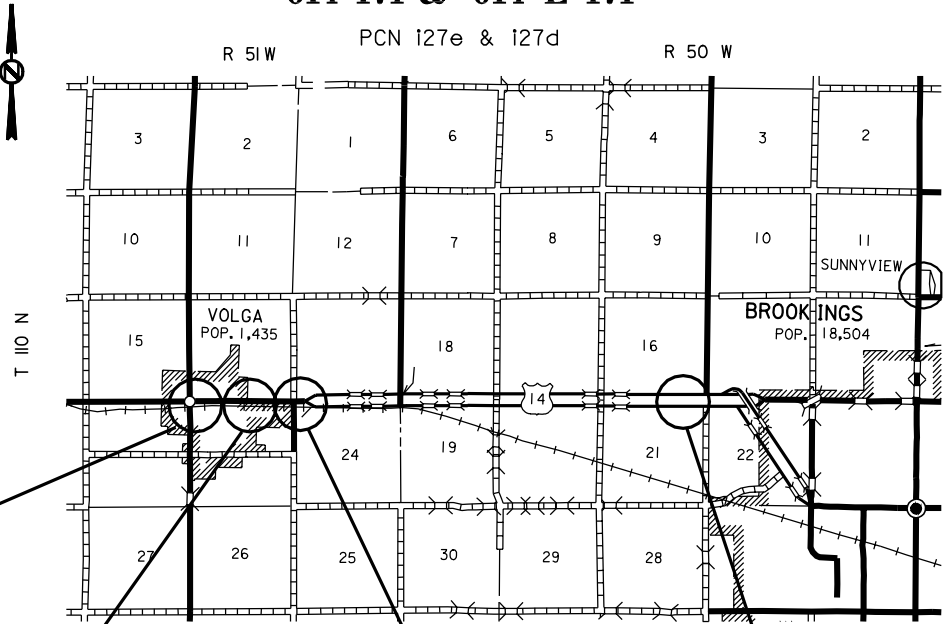 PCN i27e & i27d
R 51 W
R 50 W
N
3 2 1 6 5 4 3 2
10 11 12 7 8 9 10 11
SUNNYVIEW
T 110 N
VOLGA
POP. 1,435
BROOKINGS
POP. 18,504
15 18 16
14
24 19 21 22
27 26 25 30 29 28